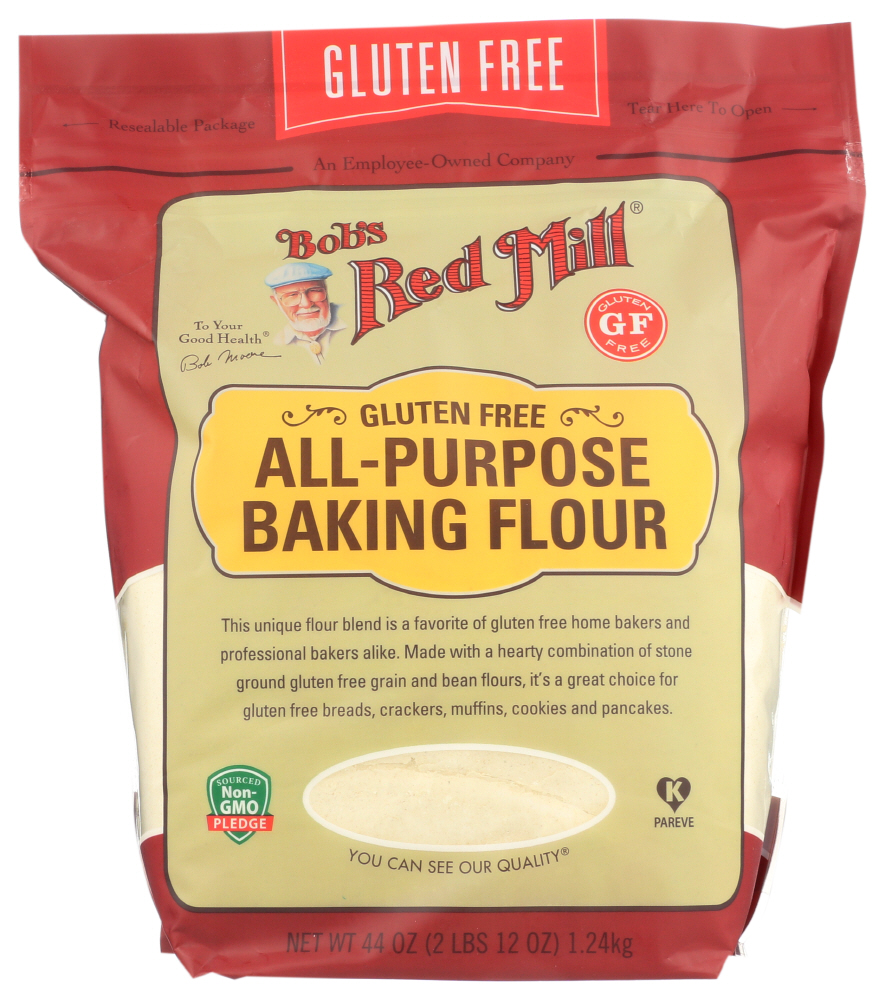 GLUTEN FREE
Resealable Package
Tear Here To Open
An Employee-Owned Company
Bob's
Red Mill®
To Your
Good Health®
Bob Moore
GLUTEN
GF
FREE
GLUTEN FREE
ALL-PURPOSE
BAKING FLOUR
This unique flour blend is a favorite of gluten free home bakers and
professional bakers alike. Made with a hearty combination of stone
ground gluten free grain and bean flours, it's a great choice for
gluten free breads, crackers, muffins, cookies and pancakes.
SOURCED
Non-
GMO
PLEDGE
K
PAREVE
YOU CAN SEE OUR QUALITY®
NET WT 44 OZ (2 LBS 12 OZ) 1.24kg